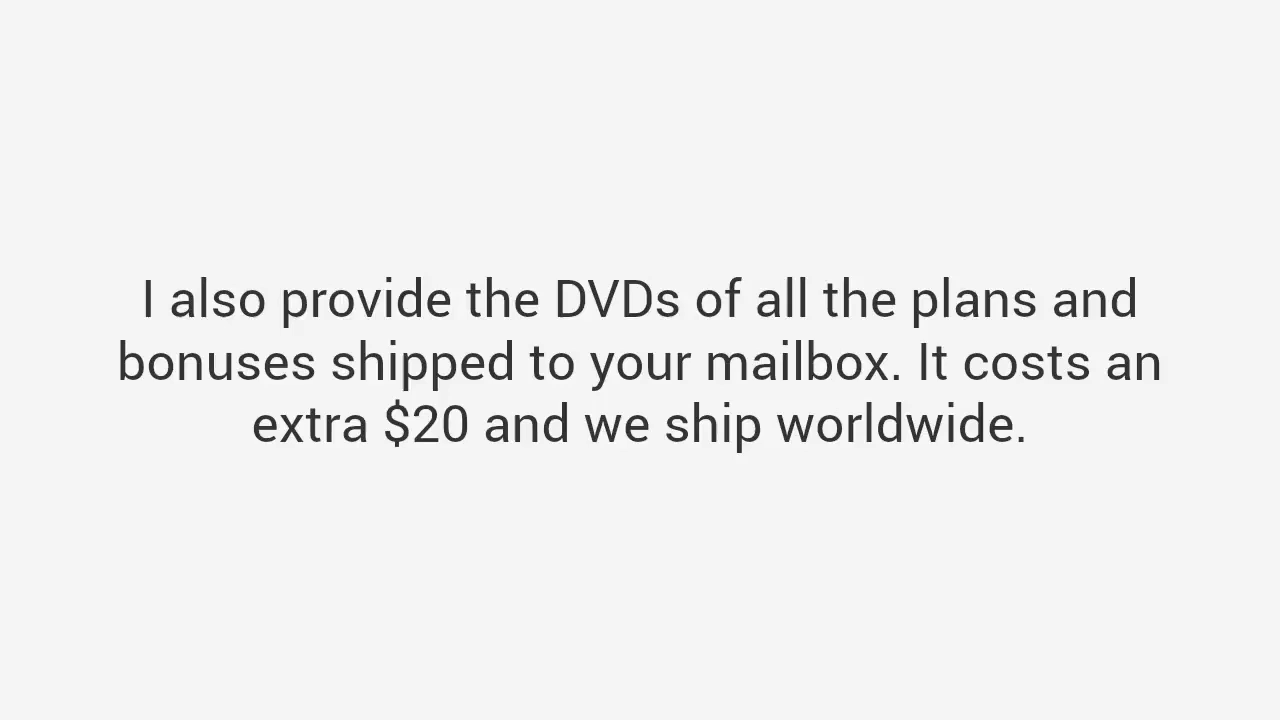 I also provide the DVDs of all the plans and
bonuses shipped to your mailbox. It costs an
extra $20 and we ship worldwide.